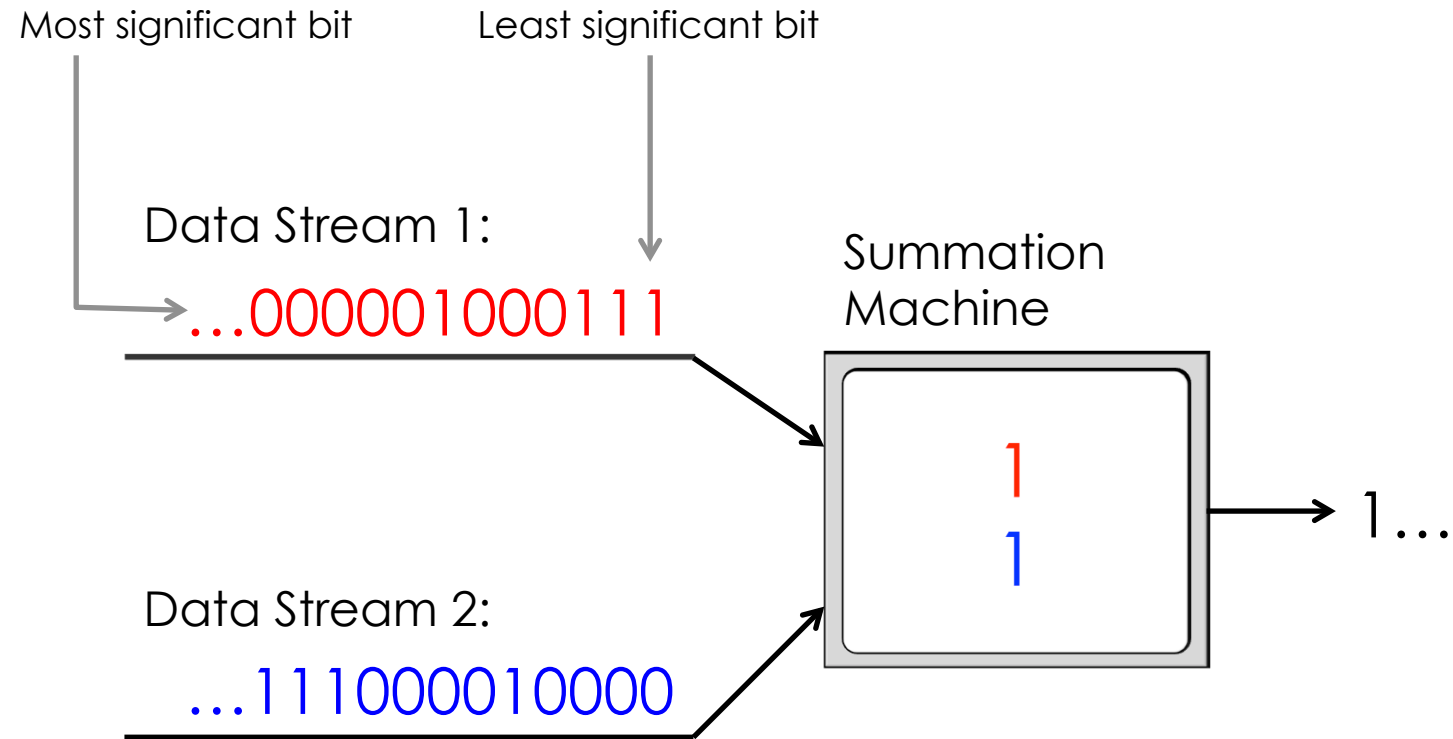 Most significant bit
Least significant bit
Data Stream 1:
...000001000111
Summation
Machine
1
1
1...
Data Stream 2:
...111000010000